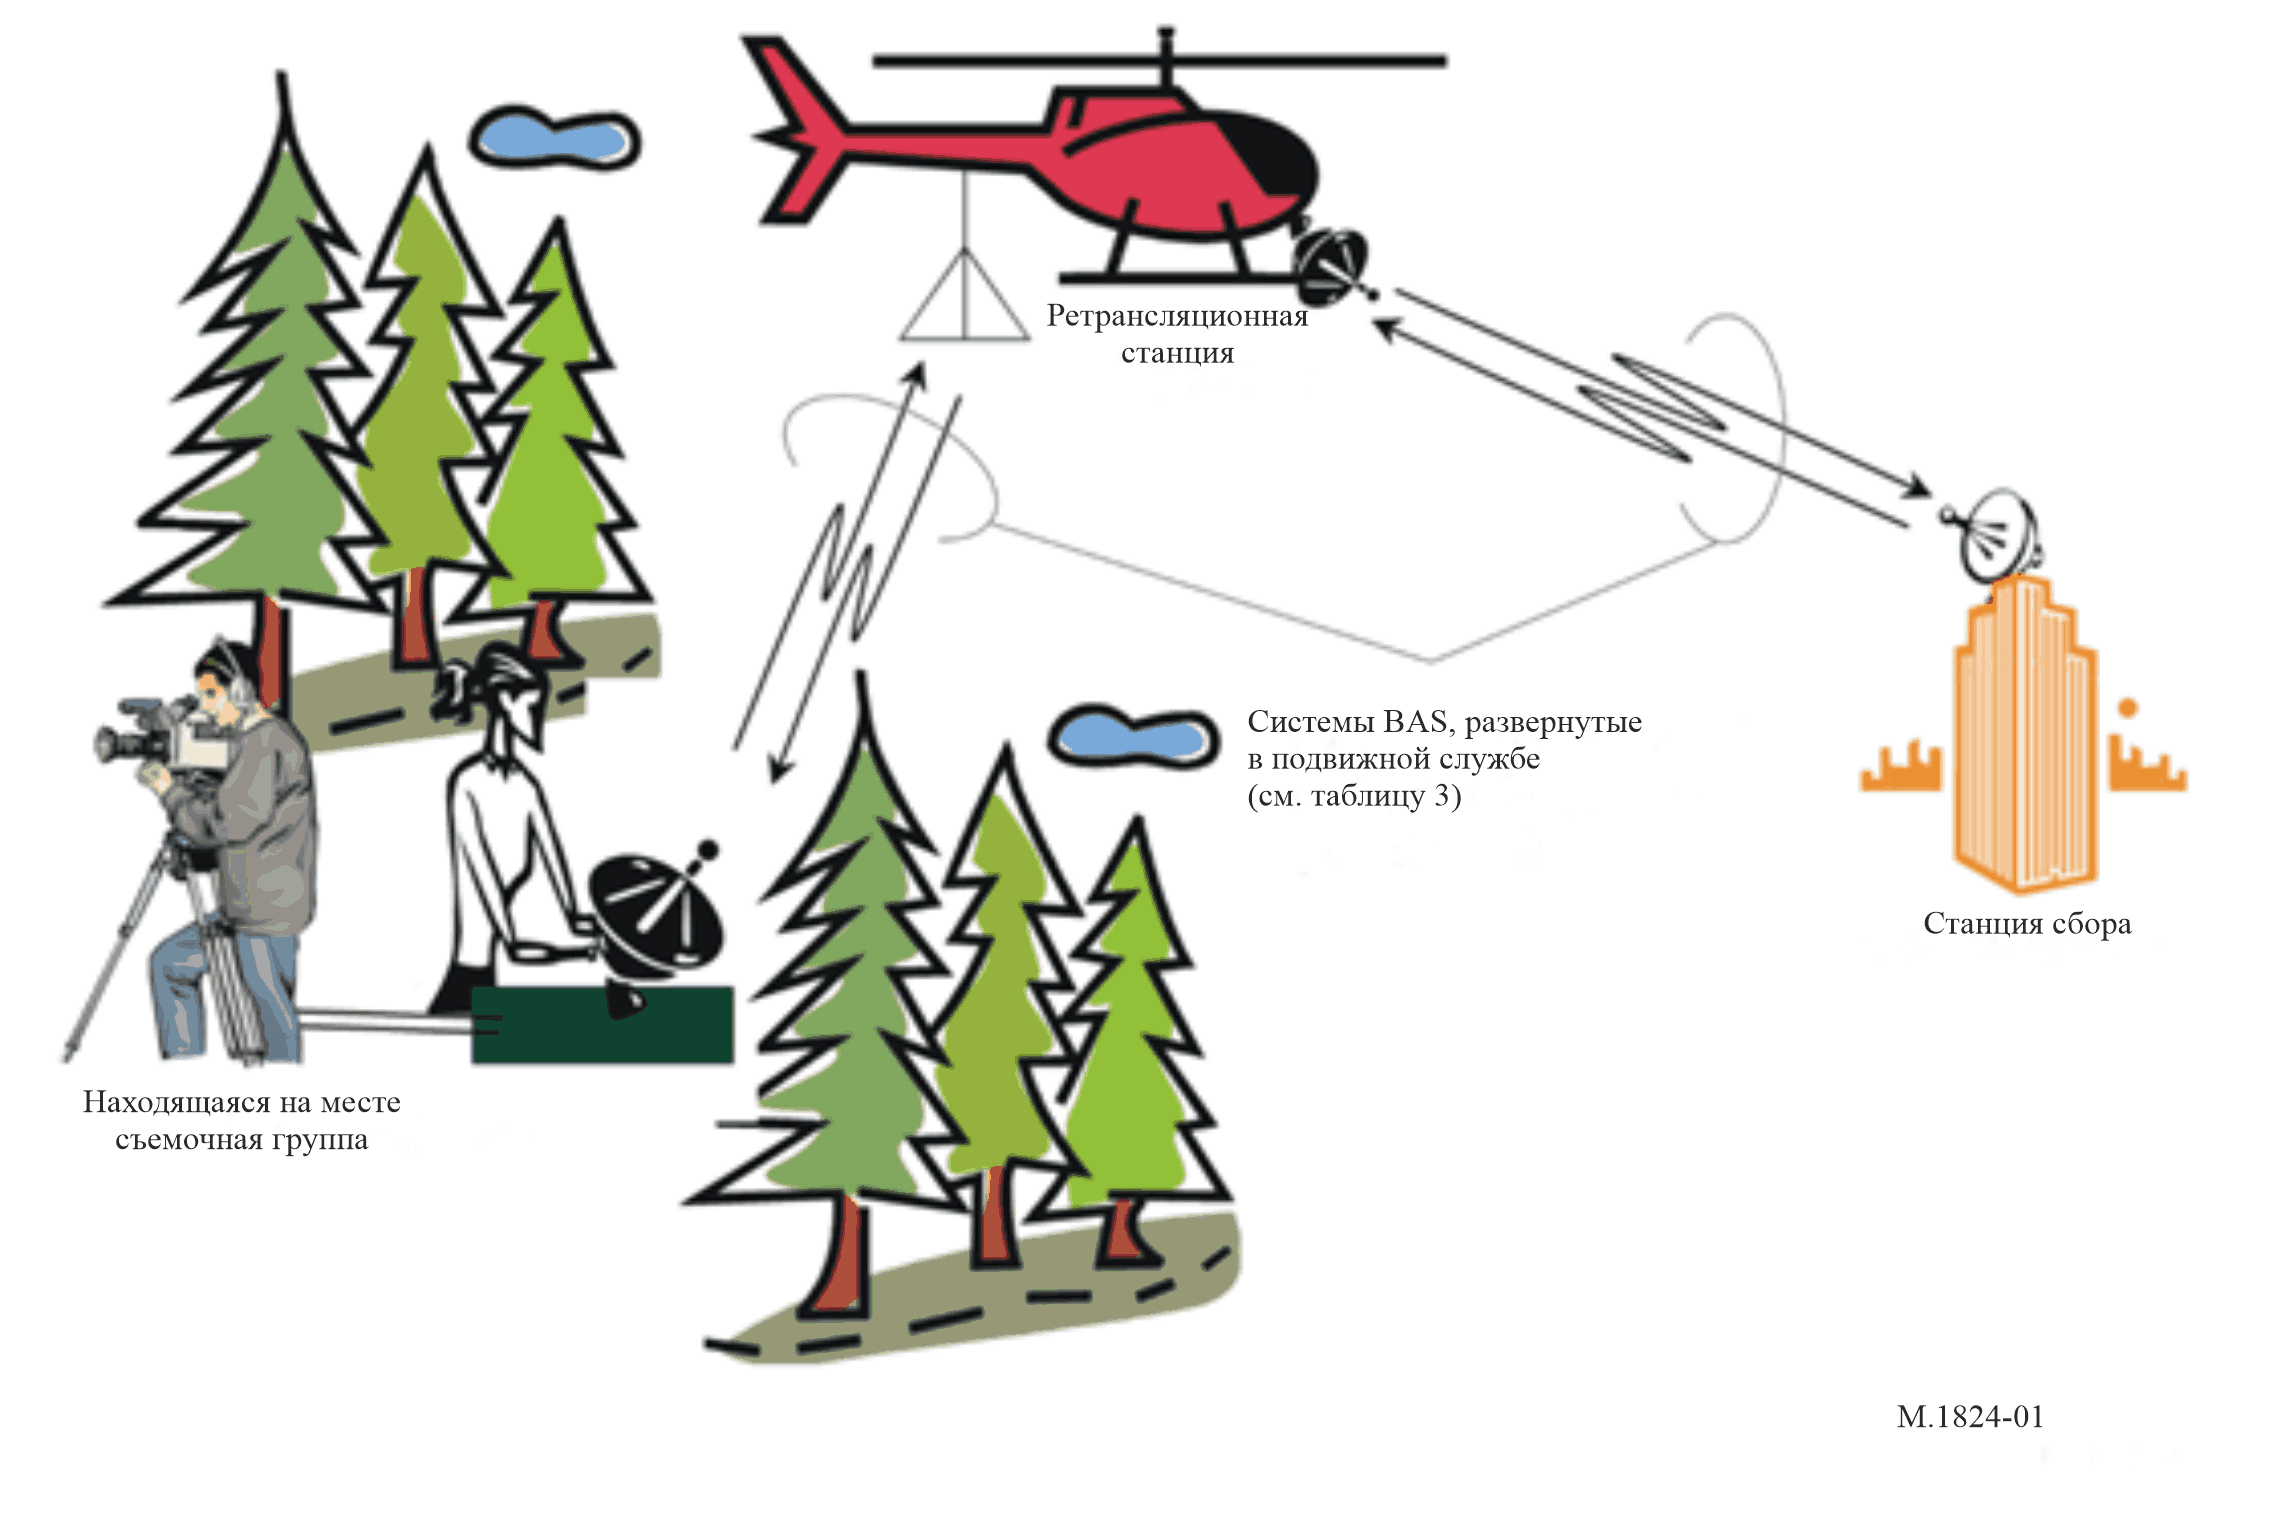 Ретрансляционная
станция
Системы BAS, развернутые
в подвижной службе
(см. таблицу 3)
Станция сбора
Находящаяся на месте
съемочная группа
M.1824-01